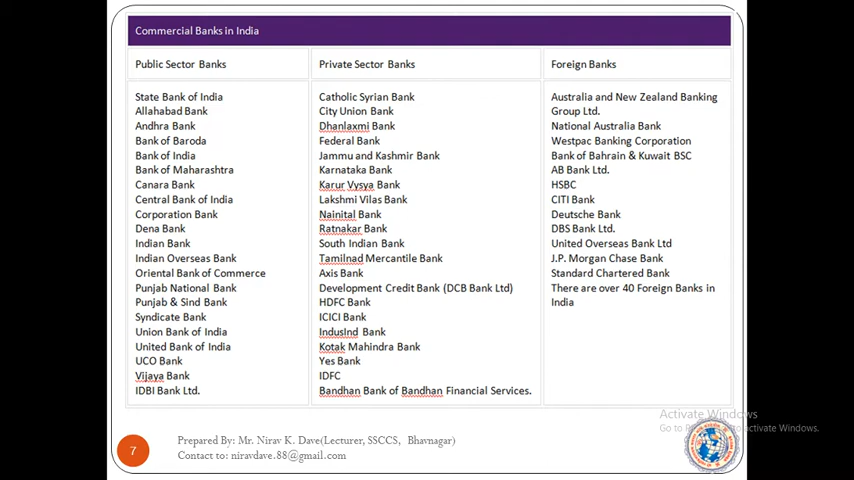 Commercial Banks in India
Public Sector Banks
Private Sector Banks
Foreign Banks
State Bank of India
Allahabad Bank
Andhra Bank
Bank of Baroda
Bank of India
Bank of Maharashtra
Canara Bank
Central Bank of India
Corporation Bank
Dena Bank
Indian Bank
Indian Overseas Bank
Oriental Bank of Commerce
Punjab National Bank
Punjab & Sind Bank
Syndicate Bank
Union Bank of India
United Bank of India
UCO Bank
Vijaya Bank
IDBI Bank Ltd.
Catholic Syrian Bank
City Union Bank
Dhanlaxmi Bank
Federal Bank
Jammu and Kashmir Bank
Karnataka Bank
Karur Vysya Bank
Lakshmi Vilas Bank
Nainital Bank
Ratnakar Bank
South Indian Bank
Tamilnad Mercantile Bank
Axis Bank
Development Credit Bank (DCB Bank Ltd)
HDFC Bank
ICICI Bank
IndusInd Bank
Kotak Mahindra Bank
Yes Bank
IDFC
Bandhan Bank of Bandhan Financial Services.
Australia and New Zealand Banking
Group Ltd.
National Australia Bank
Westpac Banking Corporation
Bank of Bahrain & Kuwait BSC
AB Bank Ltd.
HSBC
CITI Bank
Deutsche Bank
DBS Bank Ltd.
United Overseas Bank Ltd
J.P. Morgan Chase Bank
Standard Chartered Bank
There are over 40 Foreign Banks in
India
Activate Windows
Go to activate Windows.
7
Prepared By: Mr. Nirav K. Dave(Lecturer, SSCCS, Bhavnagar)
Contact to: niravdave.88@gmail.com